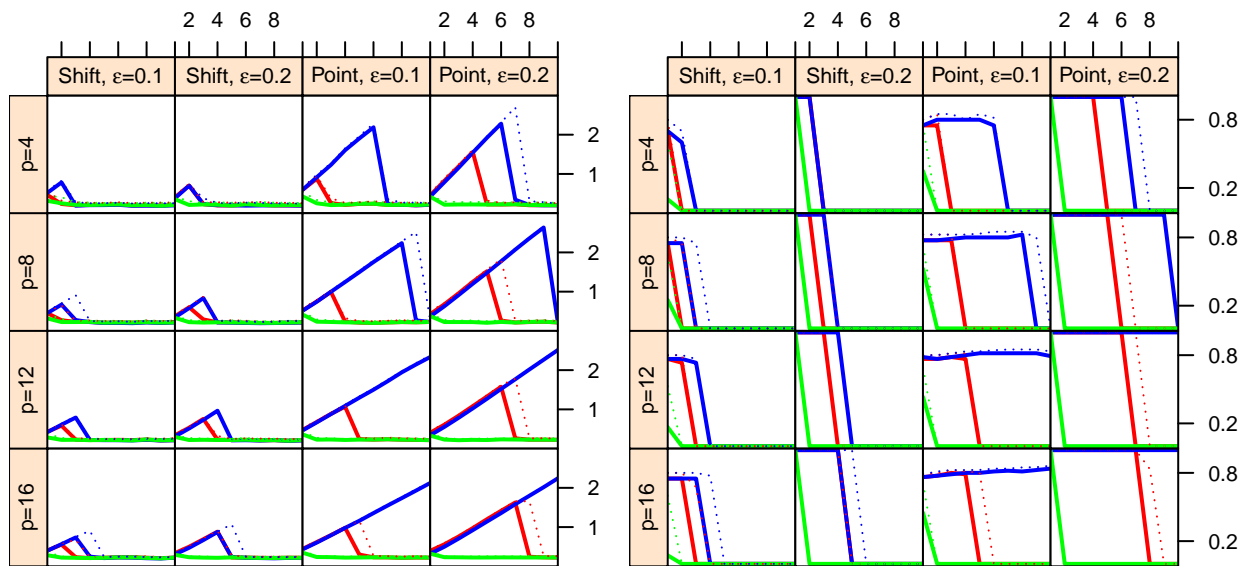 2 4 6 8 2 4 6 8
2 4 6 8 2 4 6 8
Shift, ε=0.1 Shift, ε=0.2 Point, ε=0.1 Point, ε=0.2
Shift, ε=0.1 Shift, ε=0.2 Point, ε=0.1 Point, ε=0.2
p=4 2 1
p=4 0.8 0.2
p=8 2 1
p=8 0.8 0.2
p=12 2 1
p=12 0.8 0.2
p=16 2 1
p=16 0.8 0.2